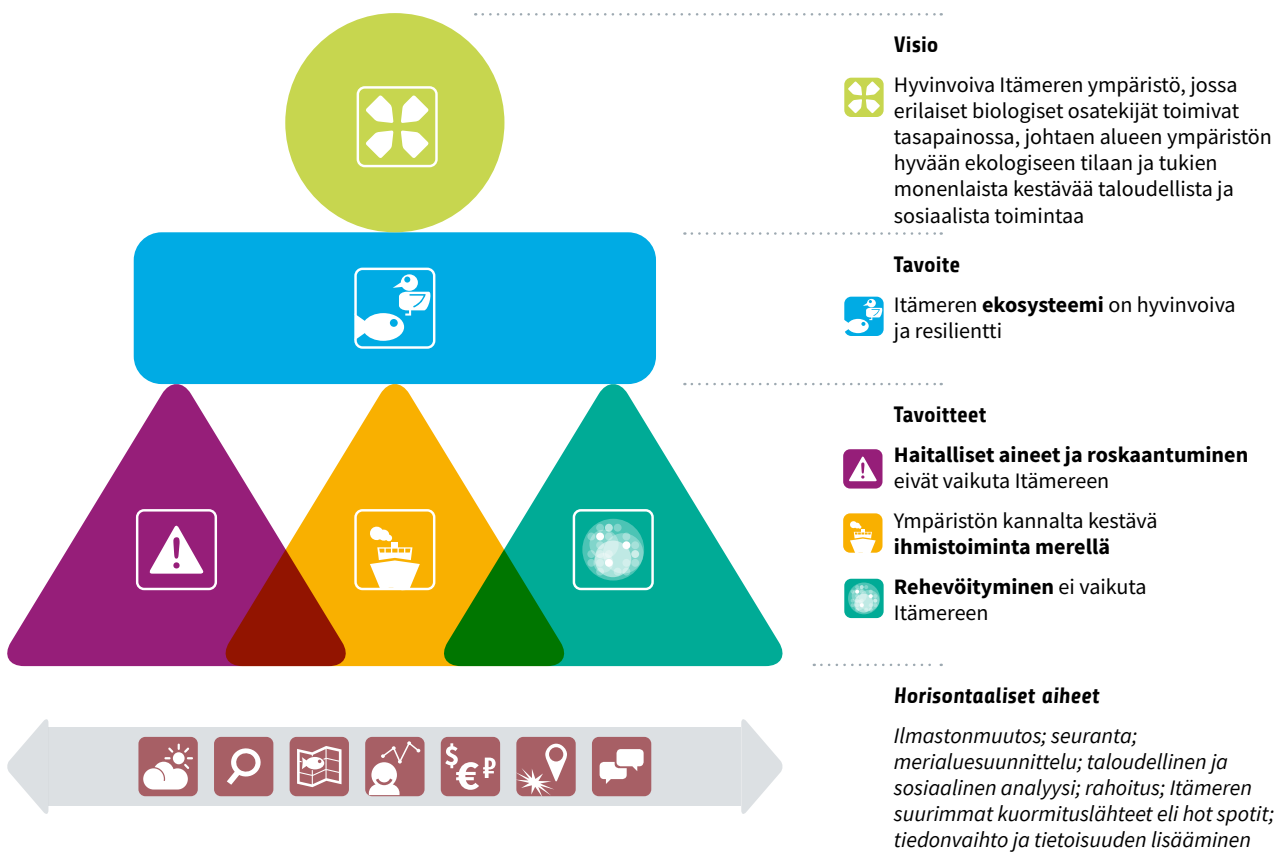 Visio
Hyvinvoiva Itämeren ympäristö, jossa
erilaiset biologiset osatekijät toimivat
tasapainossa, johtaen alueen ympäristön
hyvään ekologiseen tilaan ja tukien
monenlaista kestävää taloudellista ja
sosiaalista toimintaa
Tavoite
Itämeren ekosysteemi on hyvinvoiva
ja resilientti
Tavoitteet
Haitalliset aineet ja roskaantuminen
eivät vaikuta Itämereen
Ympäristön kannalta kestävä
ihmistoiminta merellä
Rehevöityminen ei vaikuta
Itämereen
Horisontaaliset aiheet
Ilmastonmuutos; seuranta;
merialuesuunnittelu; taloudellinen ja
sosiaalinen analyysi; rahoitus; Itämeren
suurimmat kuormituslähteet eli hot spotit;
tiedonvaihto ja tietoisuuden lisääminen
$ € ₽